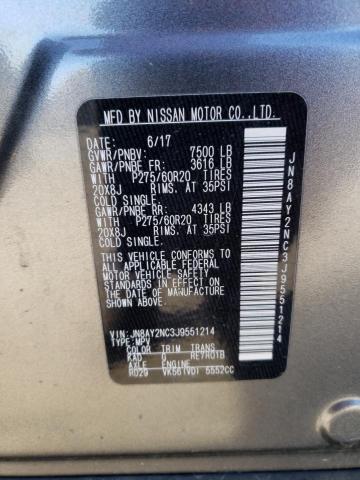 MFD BY NISSAN MOTOR CO.,LTD.
DATE: 6/17
GVWR/PNBV: 7500 LB
GAWR/PNBE FR: 3616 LB
WITH P275/60R20 TIRES
20X8J RIMS. AT 35PSI
COLD SINGLE.
GAWR/PNBE RR: 4343 LB
WITH P275/60R20 TIRES
20X8J RIMS. AT 35PSI
COLD SINGLE.
THIS VEHICLE CONFORMS
TO ALL APPLICABLE FEDERAL
MOTOR VEHICLE SAFETY
STANDARDS IN EFFECT ON
THE DATE OF MANUFACTURE
SHOWN ABOVE.
VIN: JN8AY2NC3J9551214
TYPE: MPV
COLOR TRIM TRANS
KAD RE7R01B
AXLE ENGINE
R029 VK56(VD) 5552CC
JN8AY2NC3J9551214